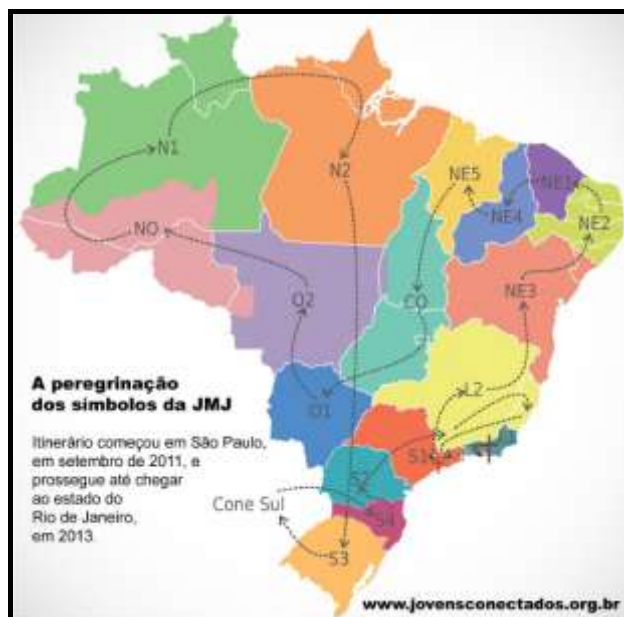 N1
N2
NE5
NE1
NE4
NE2
NO
O2
CO
NE3
L2
O1
S2
Cone Sul
S4
S3
A peregrinação
dos símbolos da JMJ
Itinerário começou em São Paulo,
em setembro de 2011, e
prossegue até chegar
ao estado do
Rio de Janeiro,
em 2013.
www.jovensconectados.org.br